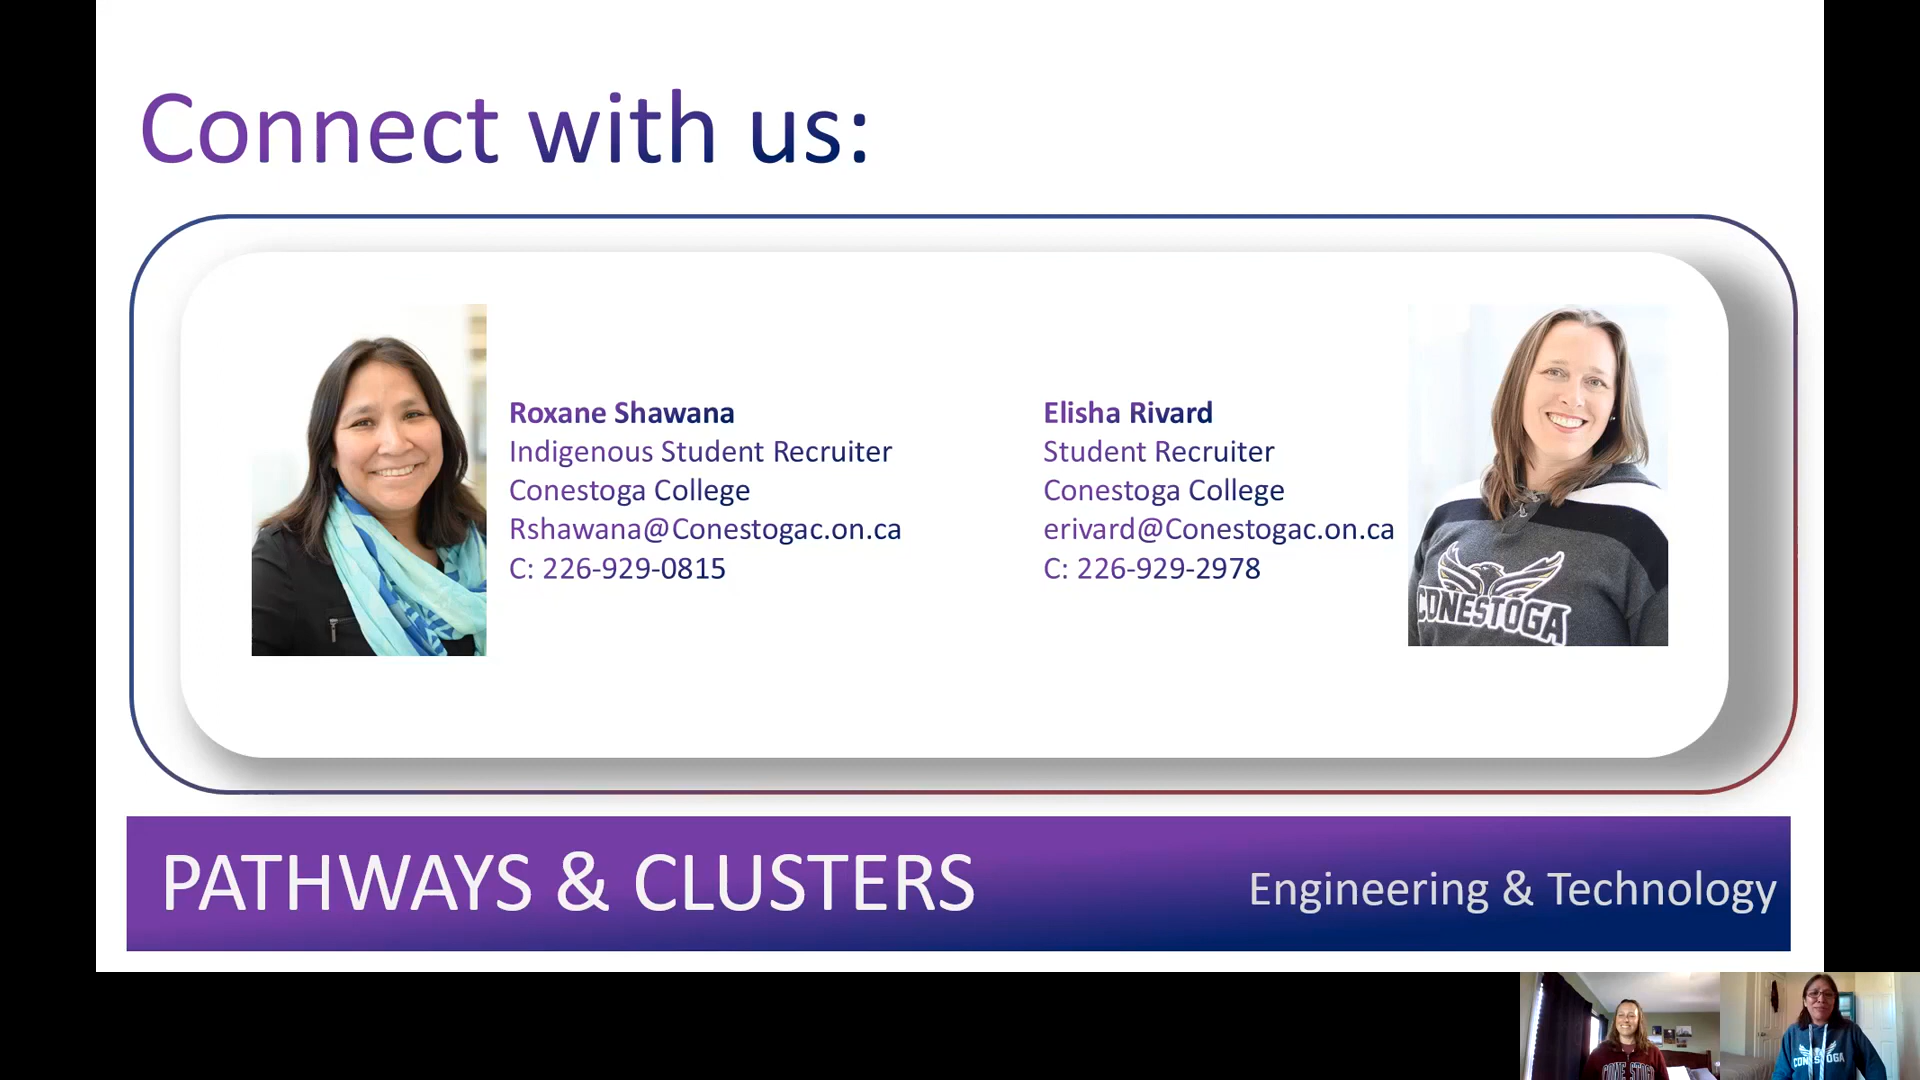 Connect with us:
Roxane Shawana
Indigenous Student Recruiter
Conestoga College
Rshawana@Conestogac.on.ca
C: 226-929-0815
Elisha Rivard
Student Recruiter
Conestoga College
erivard@Conestogac.on.ca
C: 226-929-2978
CONESTOGA
PATHWAYS & CLUSTERS
Engineering & Technology
CONESTOGA